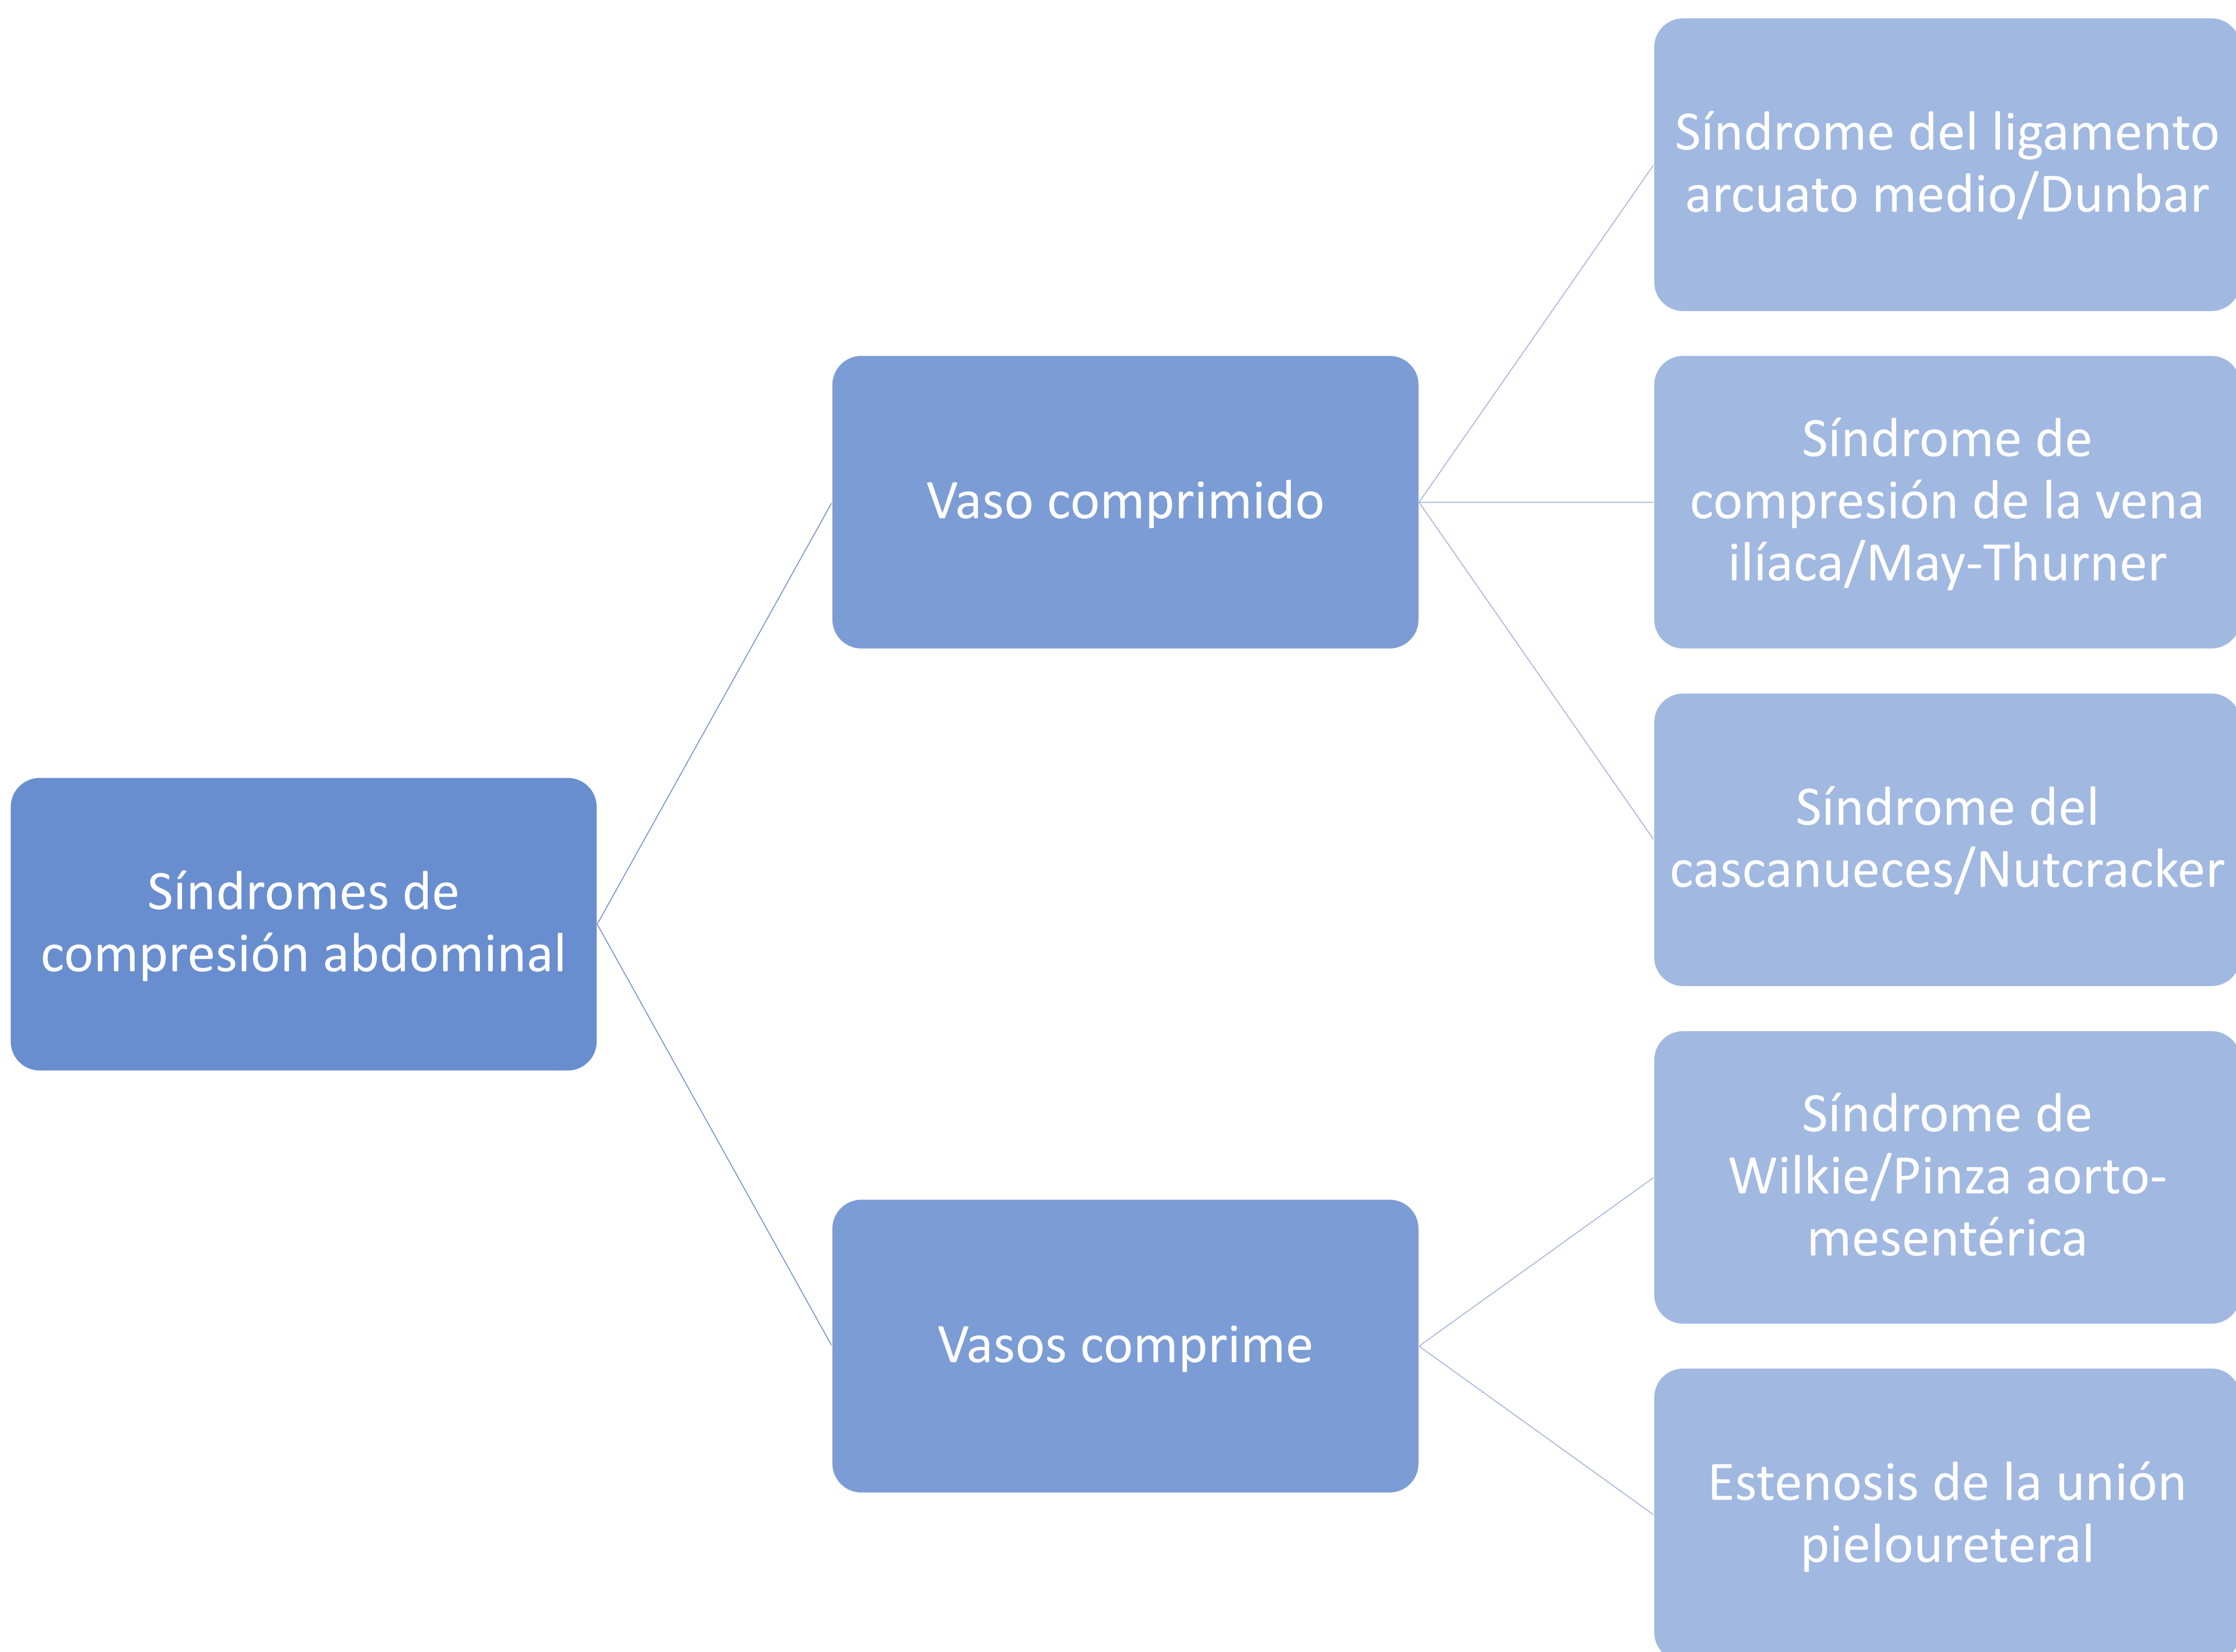 Síndromes de
compresión abdominal
Vaso comprimido
Síndrome del ligamento
arcuato medio/Dunbar
Síndrome de
compresión de la vena
ilíaca/May-Thurner
Síndrome del
cascanueces/Nutcracker
Vasos comprime
Síndrome de
Wilkie/Pinza aorto-
mesentérica
Estenosis de la unión
pieloureteral